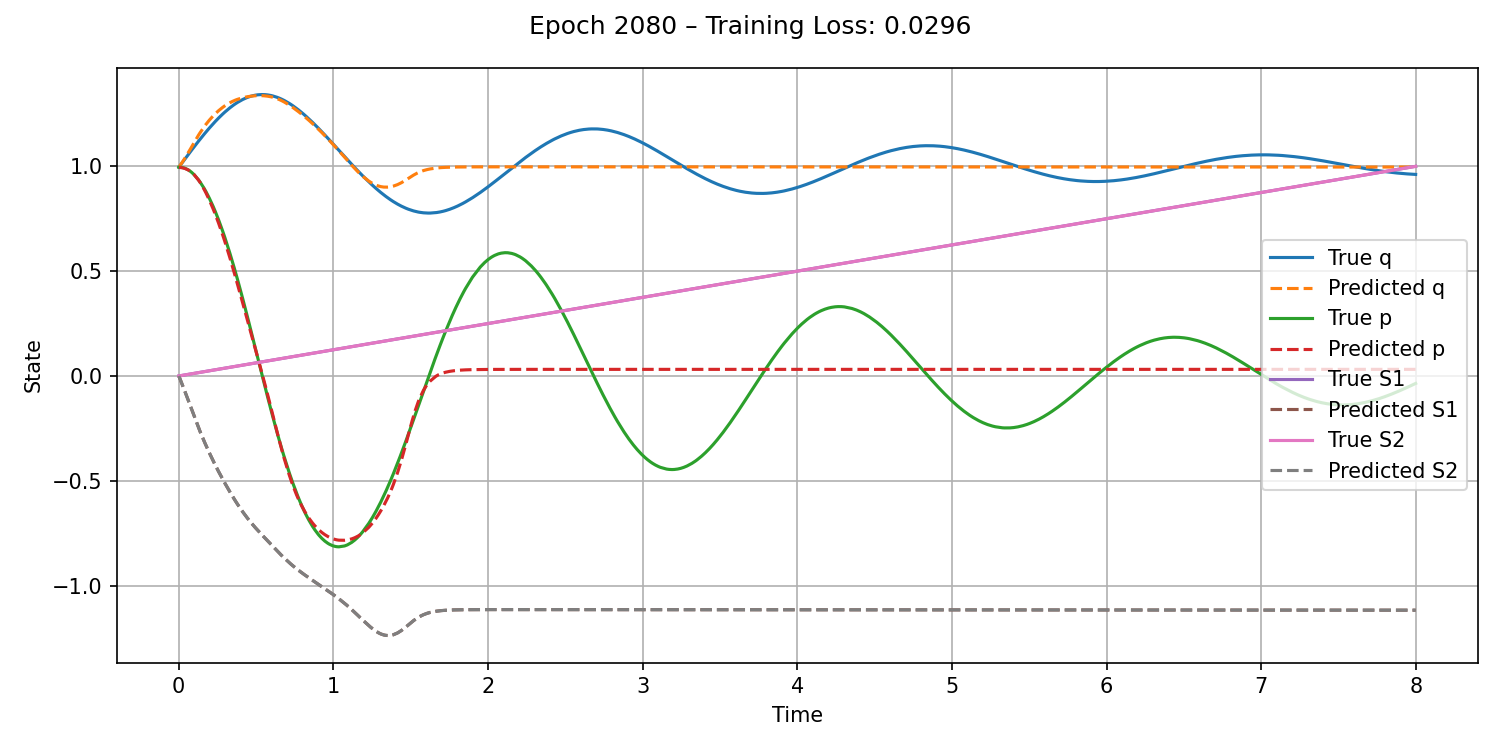 Epoch 2080 – Training Loss: 0.0296
1.0
0.5
0.0
−0.5
−1.0
State
True q
Predicted q
True p
Predicted p
True S1
Predicted S1
True S2
Predicted S2
0 1 2 3 4 5 6 7 8
Time